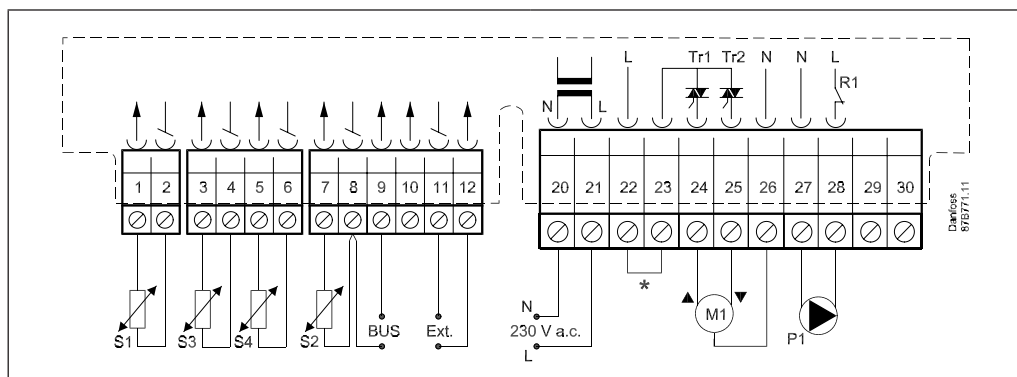 L Tr1 Tr2 N N L
R1
N L
1 2 3 4 5 6 7 8 9 10 11 12
20 21 22 23 24 25 26 27 28 29 30
Danfoss
87B771.11
*
N
M1
S1 S3 S4 S2 BUS Ext. 230 V a.c. P1
L